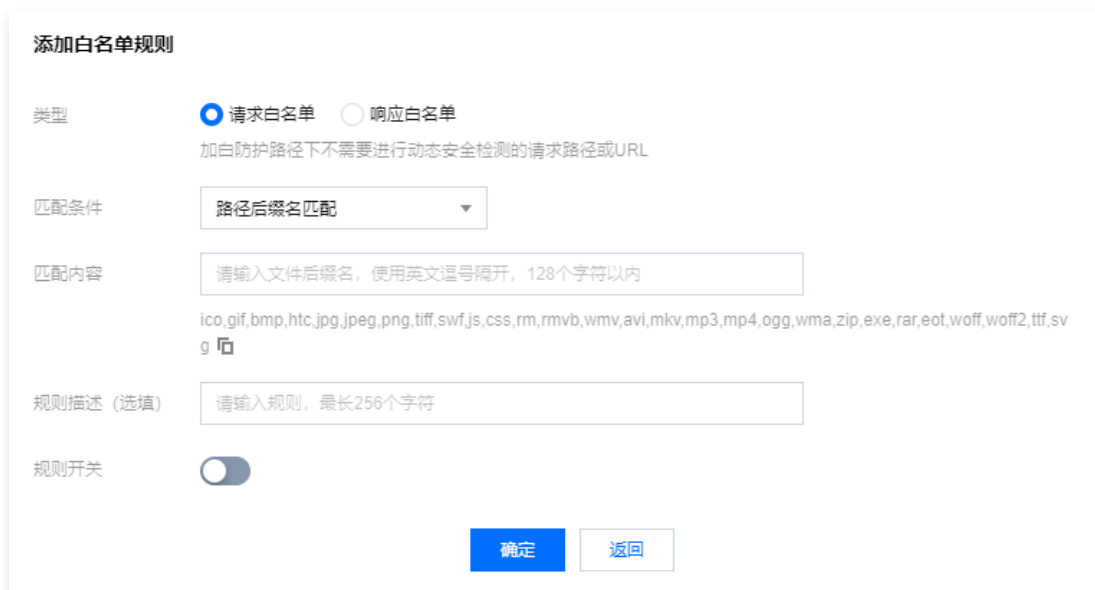 添加白名单规则
类型 请求白名单 响应白名单
加白防护路径下不需要进行动态安全检测的请求路径或URL
匹配条件 路径后缀名匹配
匹配内容 请输入文件后缀名，使用英文逗号隔开，128个字符以内
ico,gif,bmp,htc,jpg,jpeg,png,tiff,swf,js,css,rm,rmvb,wmv,avi,mkv,mp3,mp4,ogg,wma,zip,exe,rar,eot,woff,woff2,ttf,sv
g
规则描述（选填） 请输入规则，最长256个字符
规则开关
确定 返回